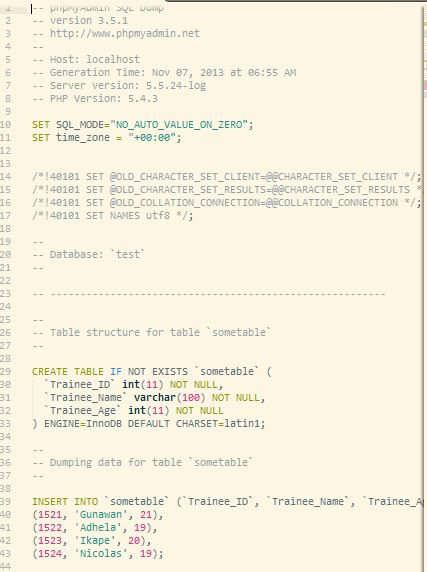 1 -- phpMyAdmin SQL Dump
2 -- version 3.5.1
3 -- http://www.phpmyadmin.net
4 --
5 -- Host: localhost
6 -- Generation Time: Nov 07, 2013 at 06:55 AM
7 -- Server version: 5.5.24-log
8 -- PHP Version: 5.4.3
9
10 SET SQL_MODE="NO_AUTO_VALUE_ON_ZERO";
11 SET time_zone = "+00:00";
12
13
14 /*!40101 SET @OLD_CHARACTER_SET_CLIENT=@@CHARACTER_SET_CLIENT */;
15 /*!40101 SET @OLD_CHARACTER_SET_RESULTS=@@CHARACTER_SET_RESULTS *
16 /*!40101 SET @OLD_COLLATION_CONNECTION=@@COLLATION_CONNECTION */;
17 /*!40101 SET NAMES utf8 */;
18
19 --
20 -- Database: `test`
21 --
22
23 -- --------------------------------------------------------
24
25 --
26 -- Table structure for table `sometable`
27 --
28
29 CREATE TABLE IF NOT EXISTS `sometable` (
30 `Trainee_ID` int(11) NOT NULL,
31 `Trainee_Name` varchar(100) NOT NULL,
32 `Trainee_Age` int(11) NOT NULL
33 ) ENGINE=InnoDB DEFAULT CHARSET=latin1;
34
35 --
36 -- Dumping data for table `sometable`
37 --
38
39 INSERT INTO `sometable` (`Trainee_ID`, `Trainee_Name`, `Trainee_A
40 (1521, 'Gunawan', 21),
41 (1522, 'Adhela', 19),
42 (1523, 'Ikape', 20),
43 (1524, 'Nicolas', 19);
44